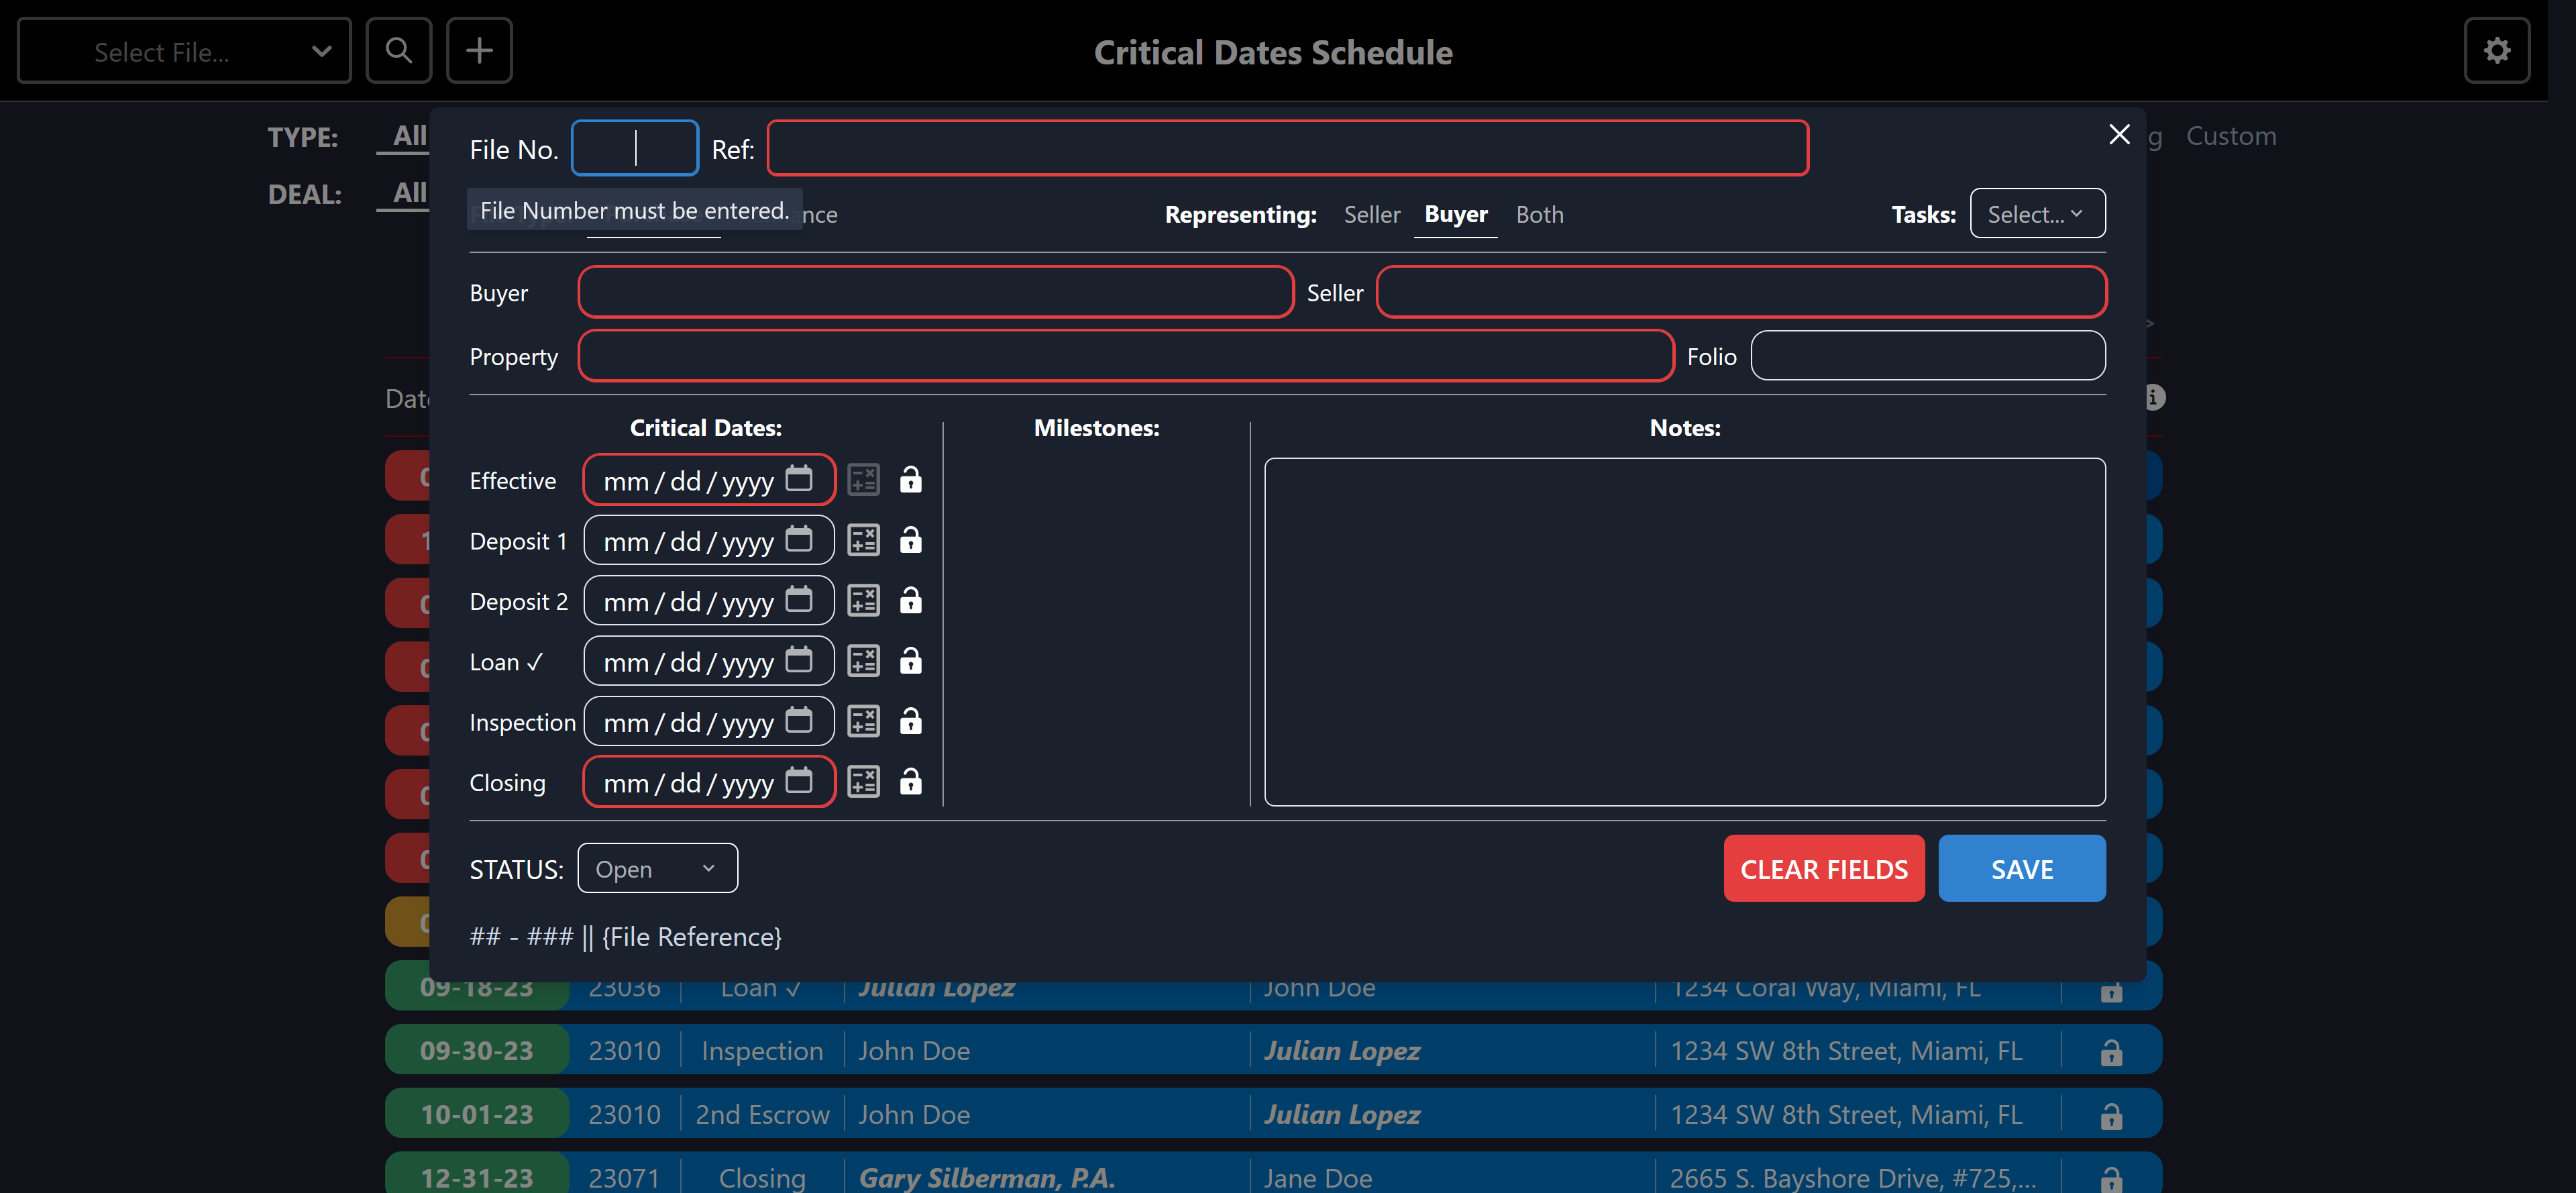 Select File...
Critical Dates Schedule
TYPE: All
g Custom
DEAL: All
File No. Ref:
File Number must be entered.
nce
Representing: Seller Buyer Both
Tasks: Select...
Buyer Seller
Property Folio
Critical Dates: Milestones: Notes:
Effective mm/dd/yyyy
Deposit 1 mm/dd/yyyy
Deposit 2 mm/dd/yyyy
Loan ✓ mm/dd/yyyy
Inspection mm/dd/yyyy
Closing mm/dd/yyyy
STATUS: Open
CLEAR FIELDS SAVE
## - ### || {File Reference}
09-18-23 23036 Loan ✓ Julian Lopez John Doe 1234 Coral Way, Miami, FL
09-30-23 23010 Inspection John Doe Julian Lopez 1234 SW 8th Street, Miami, FL
10-01-23 23010 2nd Escrow John Doe Julian Lopez 1234 SW 8th Street, Miami, FL
12-31-23 23071 Closing Gary Silberman, P.A. Jane Doe 2665 S. Bayshore Drive, #725,...